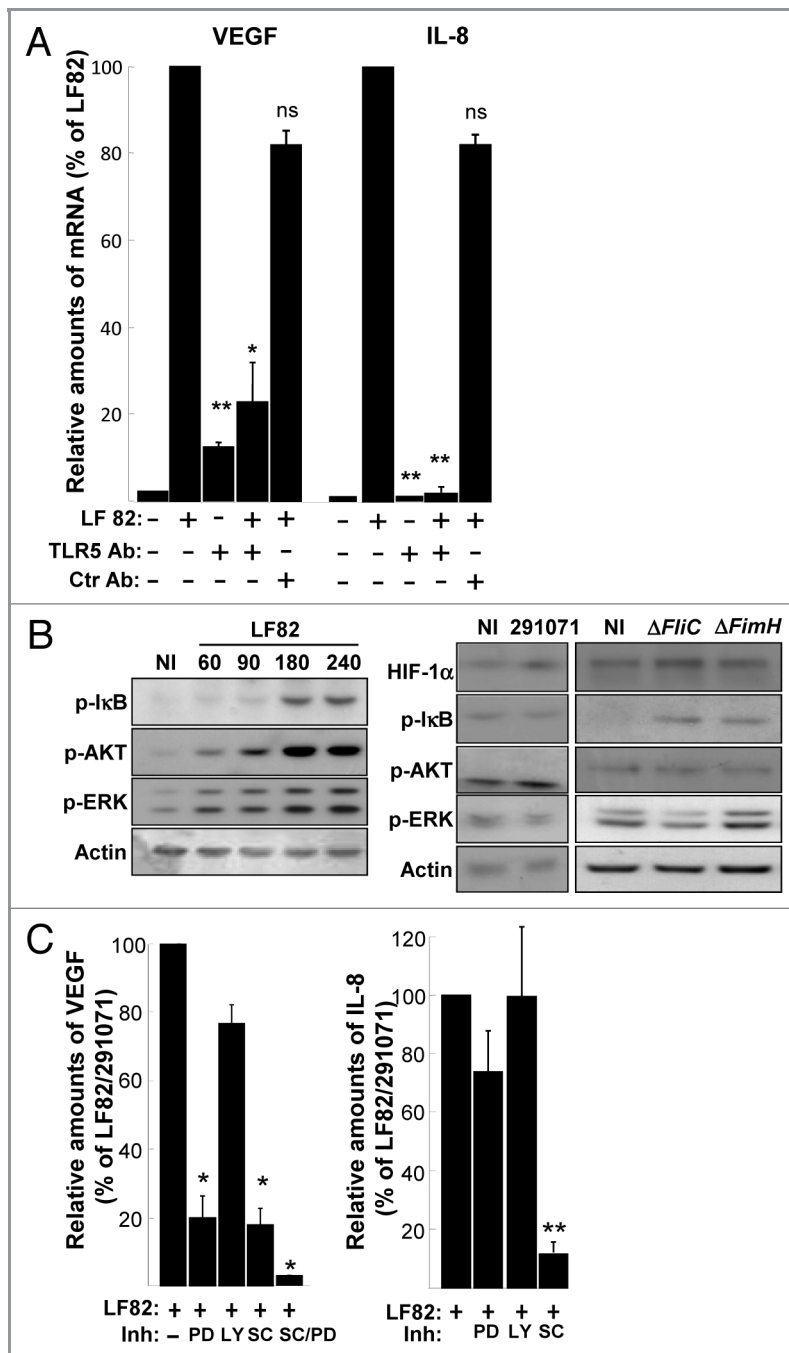 A
VEGF
IL-8
Relative amounts of mRNA (% of LF82)
100
80
60
40
20
**
*
ns
**
**
ns
LF 82: – + – + + – + – + +
TLR5 Ab: – – + + – – – + + –
Ctr Ab: – – – – + – – – – +
B
LF82
NI 60 90 180 240
p-IκB
p-AKT
p-ERK
Actin
NI 291071 NI ΔFliC ΔFimH
HIF-1α
p-IκB
p-AKT
p-ERK
Actin
C
Relative amounts of VEGF
(% of LF82/291071)
100
80
60
40
20
*
*
*
LF82: + + + + +
Inh: – PD LY SC SC/PD
Relative amounts of IL-8
(% of LF82/291071)
120
100
80
60
40
20
**
LF82: + + + +
Inh: PD LY SC